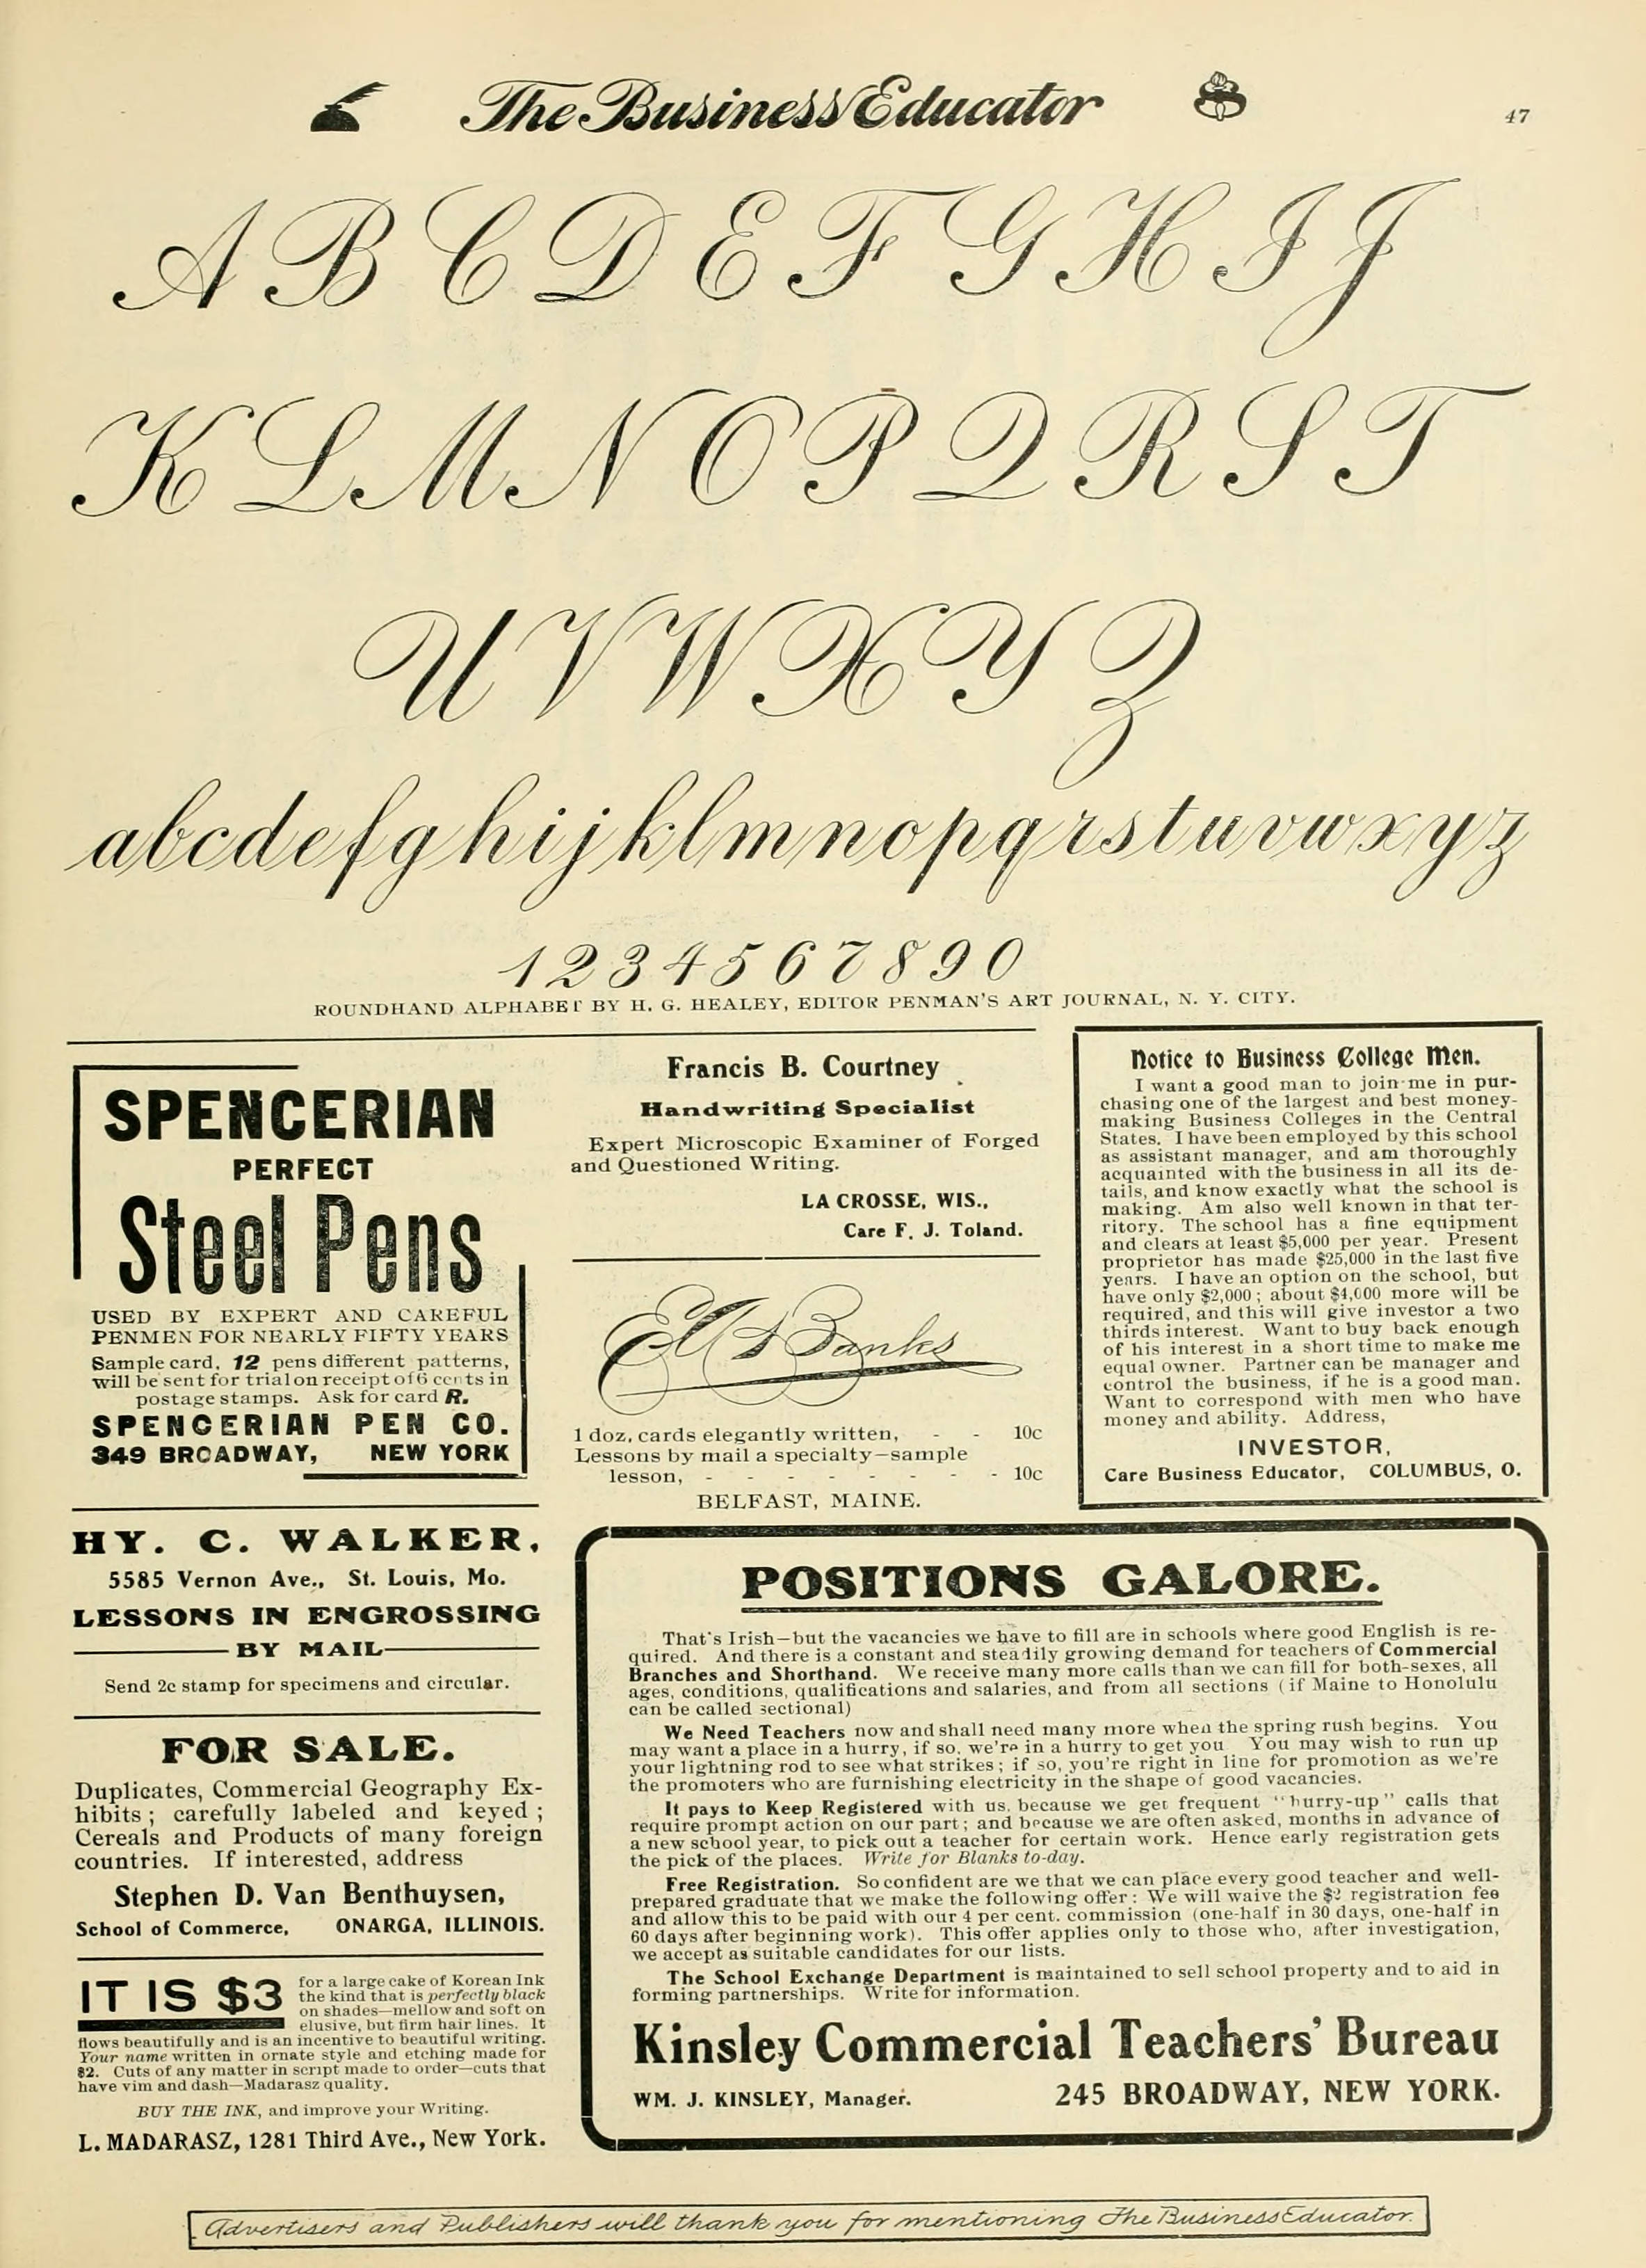 The Business Educator
47
A B C D E F G H I J
K L M N O P Q R S T
U V W X Y Z
a b c d e f g h i j k l m n o p q r s t u v w x y z
1 2 3 4 5 6 7 8 9 0
ROUNDHAND ALPHABET BY H. G. HEALEY, EDITOR PENMAN'S ART JOURNAL, N. Y. CITY.
SPENCERIAN
PERFECT
Steel Pens
USED BY EXPERT AND CAREFUL
PENMEN FOR NEARLY FIFTY YEARS
Sample card, 12 pens different patterns,
will be sent for trial on receipt of 6 cents in
postage stamps. Ask for card R.
SPENCERIAN PEN CO.
349 BROADWAY, NEW YORK
HY. C. WALKER,
5585 Vernon Ave., St. Louis, Mo.
LESSONS IN ENGROSSING
BY MAIL
Send 2c stamp for specimens and circular.
FOR SALE.
Duplicates, Commercial Geography Ex-
hibits; carefully labeled and keyed;
Cereals and Products of many foreign
countries. If interested, address
Stephen D. Van Benthuysen,
School of Commerce, ONARGA, ILLINOIS.
IT IS $3
for a large cake of Korean Ink
the kind that is perfectly black
on shades—mellow and soft on
elusive, but firm hair lines. It
flows beautifully and is an incentive to beautiful writing.
Your name written in ornate style and etching made for
$2. Cuts of any matter in script made to order—cuts that
have vim and dash—Madarasz quality.
BUY THE INK, and improve your Writing.
L. MADARASZ, 1281 Third Ave., New York.
Francis B. Courtney
Handwriting Specialist
Expert Microscopic Examiner of Forged
and Questioned Writing.
LA CROSSE, WIS.,
Care F. J. Toland.
Banks
1 doz, cards elegantly written, - - 10c
Lessons by mail a specialty—sample
lesson, - - - - - - - - 10c
BELFAST, MAINE.
Notice to Business College Men.
I want a good man to join me in pur-
chasing one of the largest and best money-
making Business Colleges in the Central
States. I have been employed by this school
as assistant manager, and am thoroughly
acquainted with the business in all its de-
tails, and know exactly what the school is
making. Am also well known in that ter-
ritory. The school has a fine equipment
and clears at least $5,000 per year. Present
proprietor has made $25,000 in the last five
years. I have an option on the school, but
have only $2,000; about $4,000 more will be
required, and this will give investor a two
thirds interest. Want to buy back enough
of his interest in a short time to make me
equal owner. Partner can be manager and
control the business, if he is a good man.
Want to correspond with men who have
money and ability. Address,
INVESTOR,
Care Business Educator, COLUMBUS, O.
POSITIONS GALORE.
That's Irish—but the vacancies we have to fill are in schools where good English is re-
quired. And there is a constant and steadily growing demand for teachers of Commercial
Branches and Shorthand. We receive many more calls than we can fill for both-sexes, all
ages, conditions, qualifications and salaries, and from all sections (if Maine to Honolulu
can be called sectional)
We Need Teachers now and shall need many more when the spring rush begins. You
may want a place in a hurry, if so, we're in a hurry to get you You may wish to run up
your lightning rod to see what strikes; if so, you're right in line for promotion as we're
the promoters who are furnishing electricity in the shape of good vacancies.
It pays to Keep Registered with us, because we get frequent "hurry-up" calls that
require prompt action on our part; and because we are often asked, months in advance of
a new school year, to pick out a teacher for certain work. Hence early registration gets
the pick of the places. Write for Blanks to-day.
Free Registration. So confident are we that we can place every good teacher and well-
prepared graduate that we make the following offer: We will waive the $2 registration fee
and allow this to be paid with our 4 per cent. commission (one-half in 30 days, one-half in
60 days after beginning work). This offer applies only to those who, after investigation,
we accept as suitable candidates for our lists.
The School Exchange Department is maintained to sell school property and to aid in
forming partnerships. Write for information.
Kinsley Commercial Teachers' Bureau
WM. J. KINSLEY, Manager. 245 BROADWAY, NEW YORK.
Advertisers and Publishers will thank you for mentioning The Business Educator.